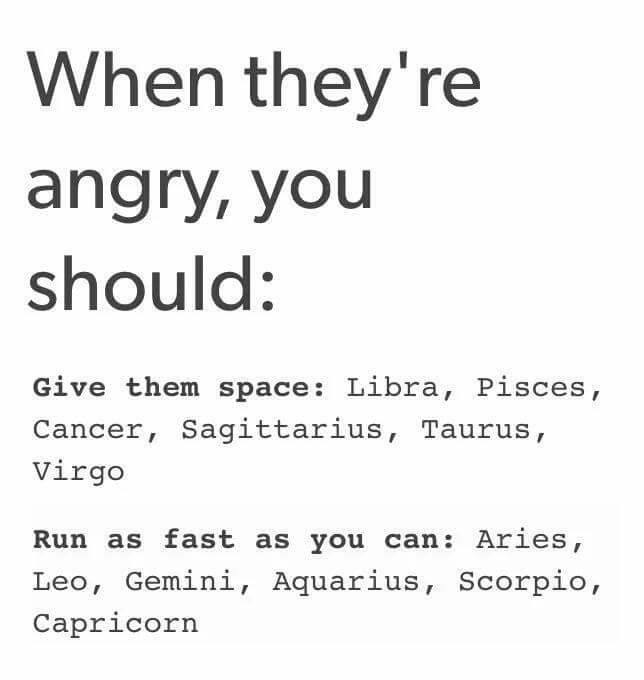 When they're
angry, you
should:
Give them space: Libra, Pisces,
Cancer, Sagittarius, Taurus,
Virgo
Run as fast as you can: Aries,
Leo, Gemini, Aquarius, Scorpio,
Capricorn